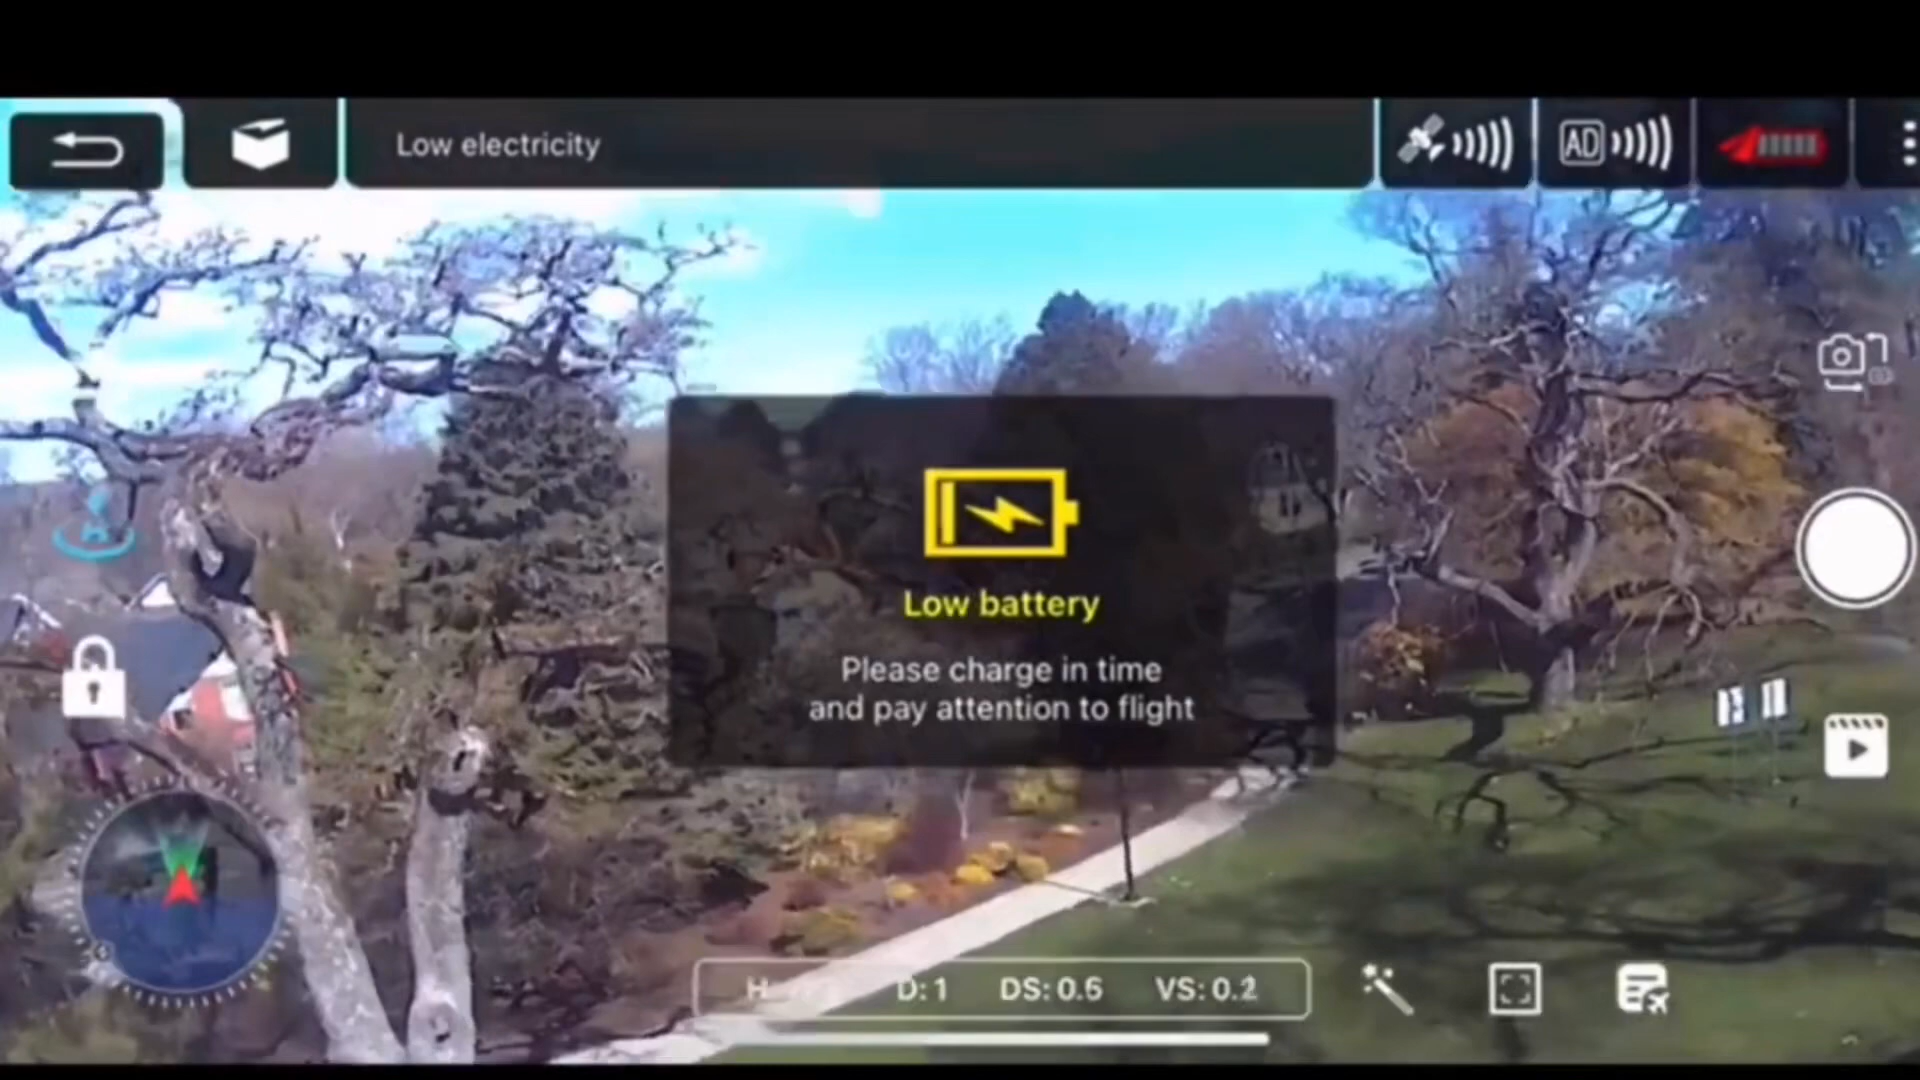 Low electricity
AD
Low battery
Please charge in time
and pay attention to flight
D: 1 DS: 0.5 VS: 0.2